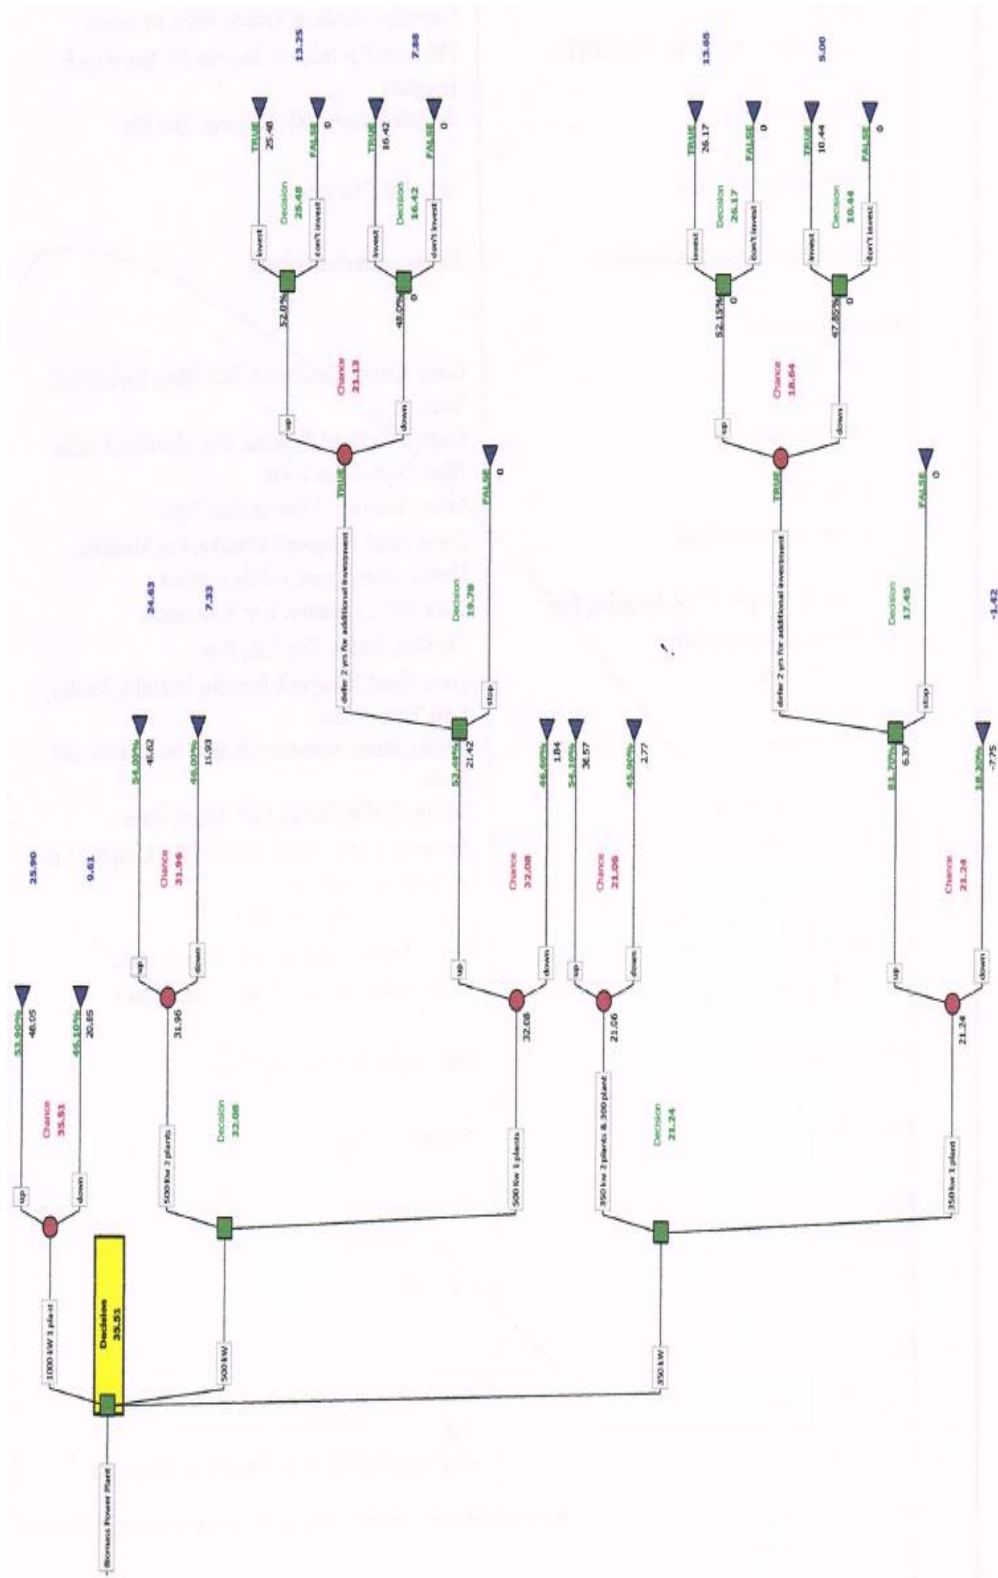 Biomass Power Plant
Decision
35.51
1000 kW 1 plant
Chance
35.51
up
53.90%
48.05
25.90
down
46.10%
20.85
9.61
500 kW
Decision
32.08
500 kw 2 plants
31.96
Chance
31.96
up
54.00%
45.62
24.63
down
46.00%
15.93
7.33
500 Kw 1 plants
32.08
Chance
32.08
up
21.42
Decision
19.78
defer 2 yrs for additional investment
TRUE
Chance
21.13
up
52.0%
Decision
25.48
invest
TRUE
25.48
13.25
don't invest
FALSE
0
down
48.0%
0
Decision
16.42
invest
TRUE
16.42
7.88
don't invest
FALSE
0
stop
FALSE
0
down
1.84
350 kW
Decision
21.24
350 kw 2 plants & 300 plant
21.06
Chance
21.06
up
54.10%
36.57
down
45.90%
2.77
350 kw 1 plant
21.24
Chance
21.24
up
81.70%
6.37
Decision
17.45
defer 2 yrs for additional investment
TRUE
Chance
18.64
up
52.15%
0
Decision
26.17
invest
TRUE
26.17
13.65
don't invest
FALSE
0
down
47.85%
0
Decision
10.44
invest
TRUE
10.44
5.00
don't invest
FALSE
0
stop
FALSE
0
down
18.30%
-7.75
-1.42